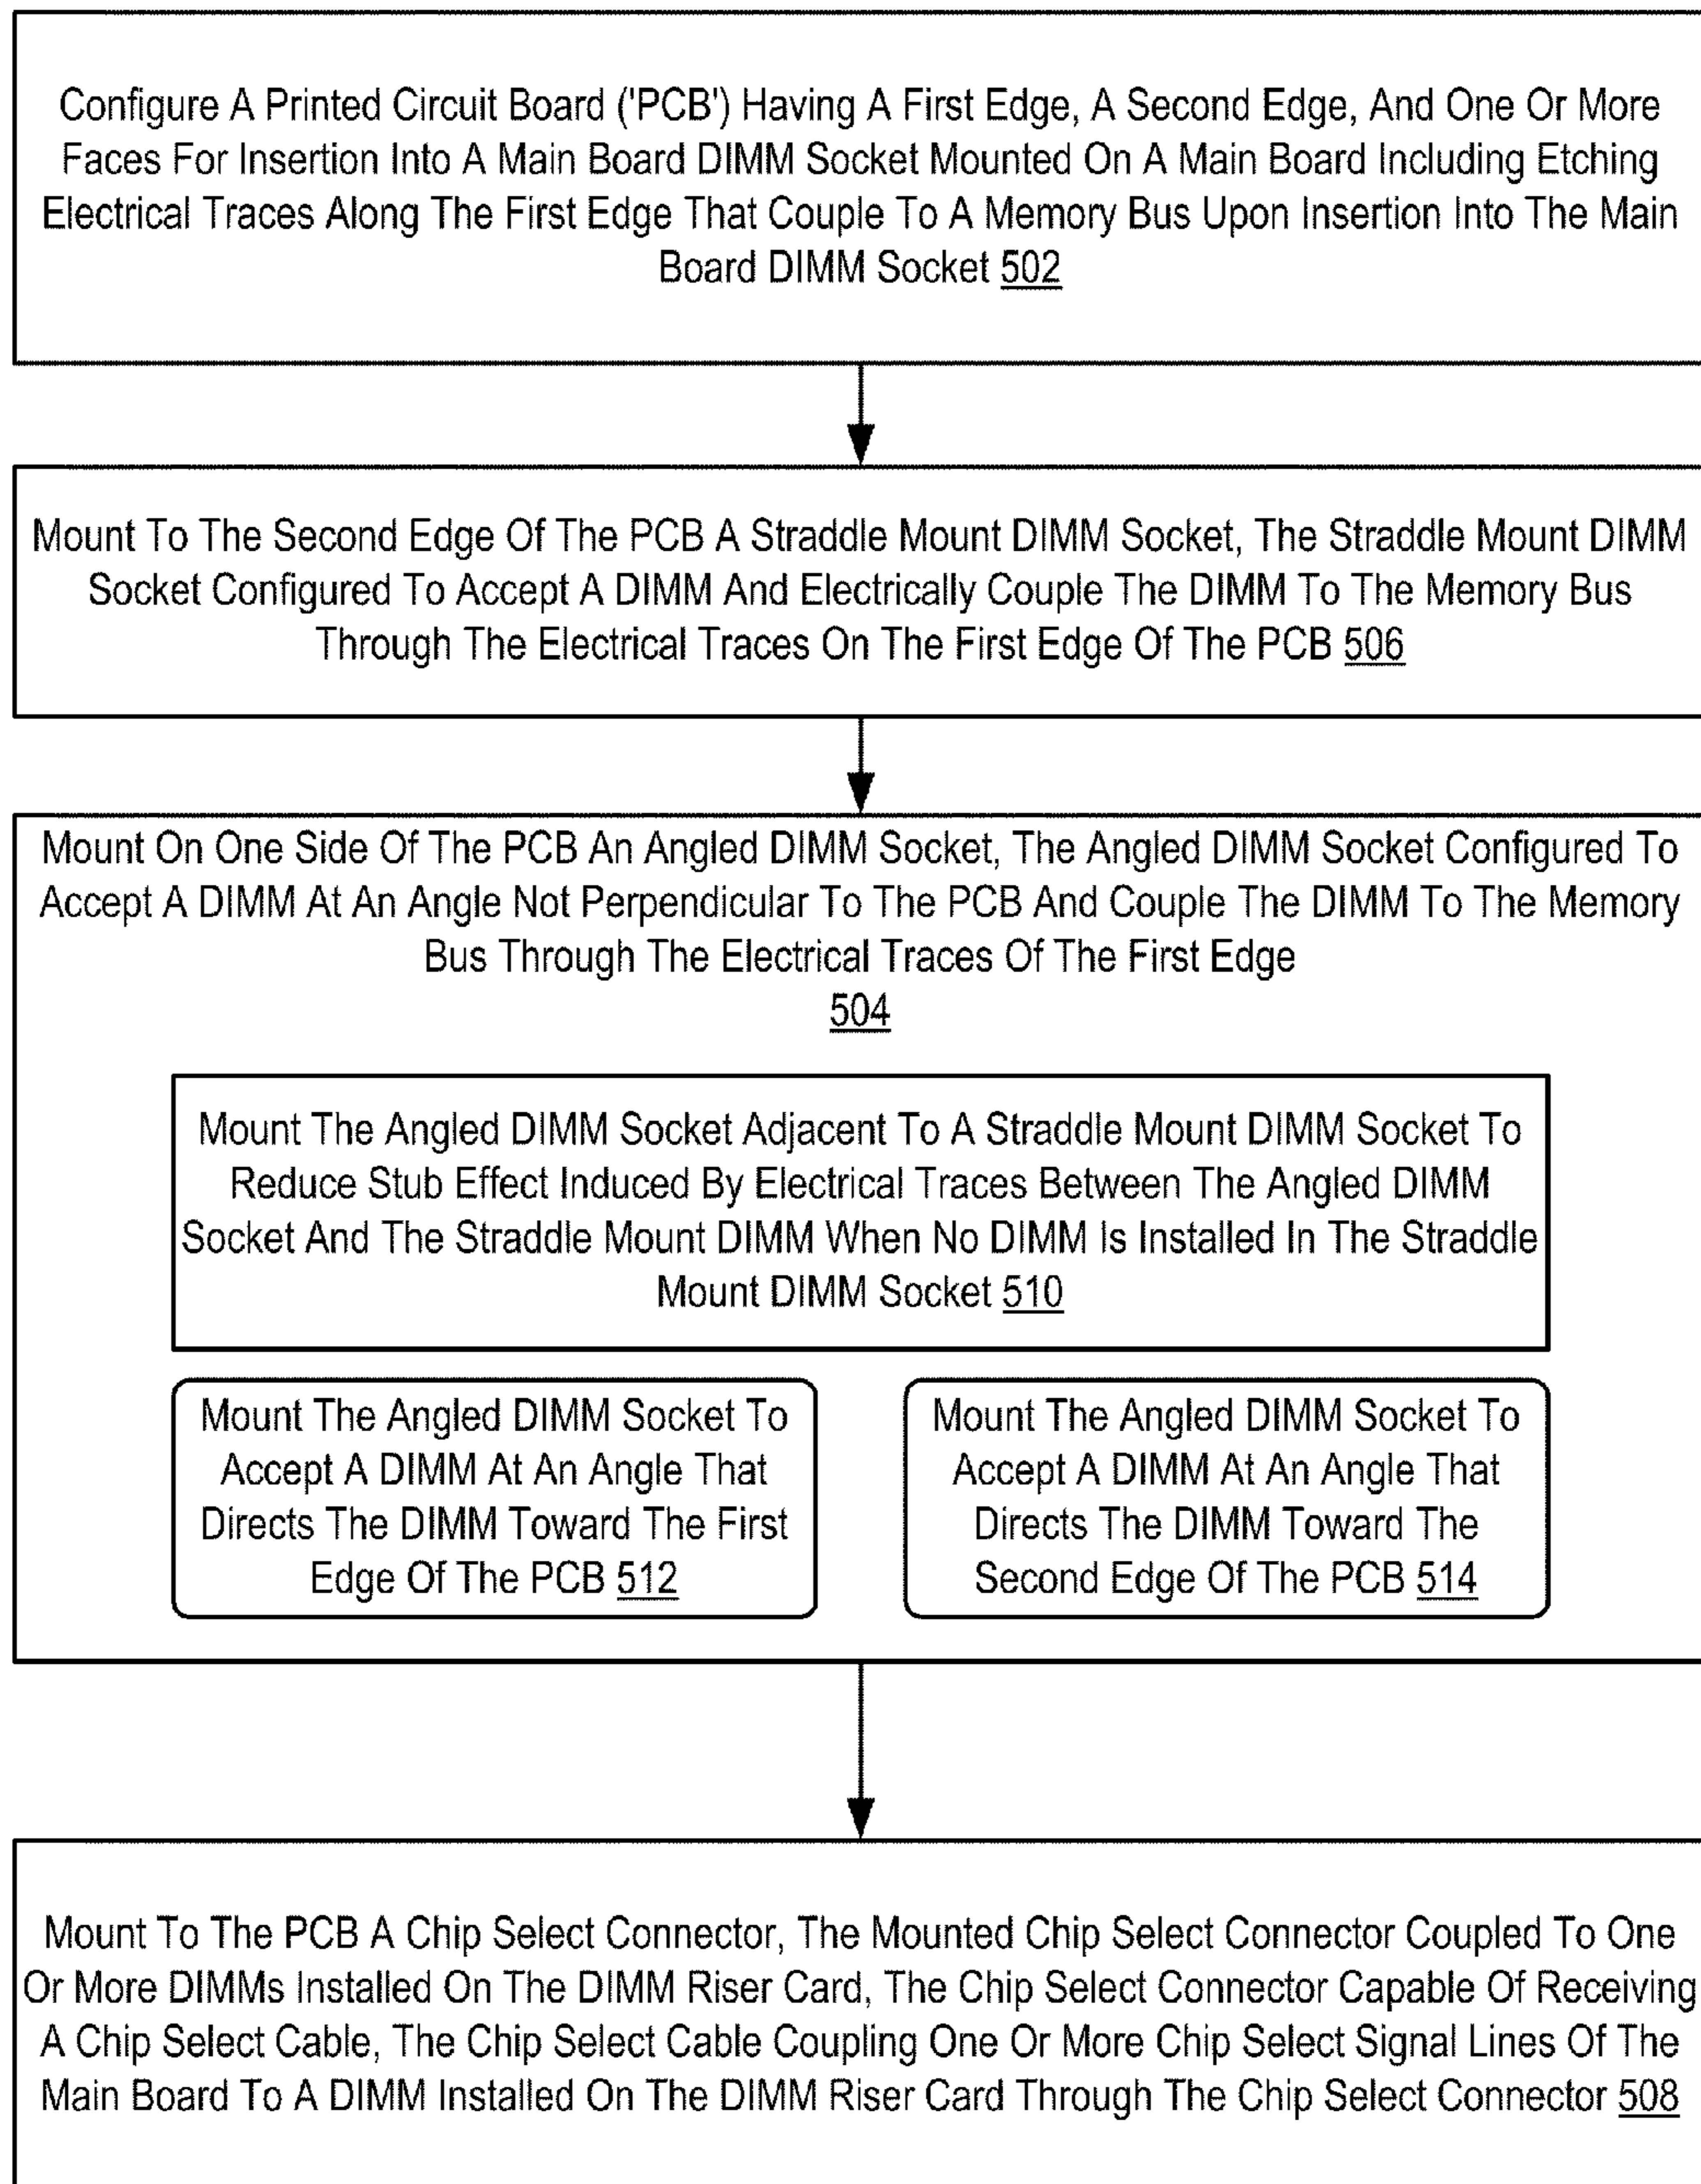 Configure A Printed Circuit Board ('PCB') Having A First Edge, A Second Edge, And One Or More
Faces For Insertion Into A Main Board DIMM Socket Mounted On A Main Board Including Etching
Electrical Traces Along The First Edge That Couple To A Memory Bus Upon Insertion Into The Main
Board DIMM Socket 502
Mount To The Second Edge Of The PCB A Straddle Mount DIMM Socket, The Straddle Mount DIMM
Socket Configured To Accept A DIMM And Electrically Couple The DIMM To The Memory Bus
Through The Electrical Traces On The First Edge Of The PCB 506
Mount On One Side Of The PCB An Angled DIMM Socket, The Angled DIMM Socket Configured To
Accept A DIMM At An Angle Not Perpendicular To The PCB And Couple The DIMM To The Memory
Bus Through The Electrical Traces Of The First Edge
504
Mount The Angled DIMM Socket Adjacent To A Straddle Mount DIMM Socket To
Reduce Stub Effect Induced By Electrical Traces Between The Angled DIMM
Socket And The Straddle Mount DIMM When No DIMM Is Installed In The Straddle
Mount DIMM Socket 510
Mount The Angled DIMM Socket To
Accept A DIMM At An Angle That
Directs The DIMM Toward The First
Edge Of The PCB 512
Mount The Angled DIMM Socket To
Accept A DIMM At An Angle That
Directs The DIMM Toward The
Second Edge Of The PCB 514
Mount To The PCB A Chip Select Connector, The Mounted Chip Select Connector Coupled To One
Or More DIMMs Installed On The DIMM Riser Card, The Chip Select Connector Capable Of Receiving
A Chip Select Cable, The Chip Select Cable Coupling One Or More Chip Select Signal Lines Of The
Main Board To A DIMM Installed On The DIMM Riser Card Through The Chip Select Connector 508